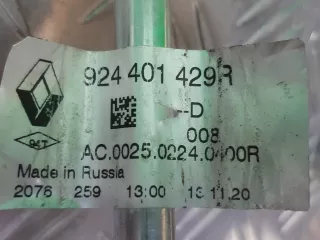 924 401 429R
--D
008
AC.0025.0224.0400R
Made in Russia
2076 259 13:00 13.11.20